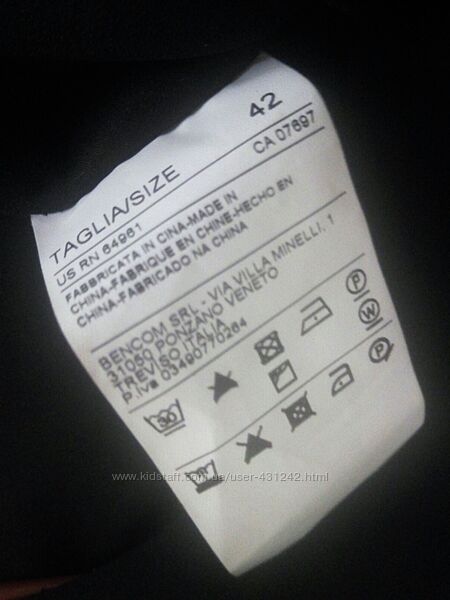 TAGLIA/SIZE 42
US RN 64961 CA 07697
FABBRICATA IN CINA-MADE IN
CHINA-FABRIQUE EN CHINE-HECHO EN
CHINA-FABRICADO NA CHINA
BENCOM SRL - VIA VILLA MINELLI, 1
31050 PONZANO VENETO
TREVISO ITALIA
P.IVA 03490770264
30 P
W
P
www.kidstaff.com.ua/user-431242.html